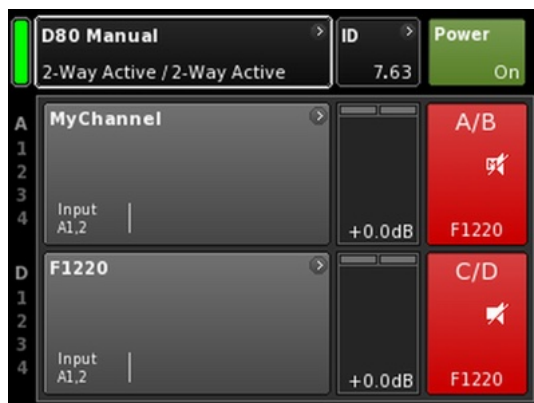 D80 Manual
2-Way Active / 2-Way Active
ID
7.63
Power
On
A
1
2
3
4
MyChannel
Input
A1,2
+0.0dB
A/B
M
F1220
D
1
2
3
4
F1220
Input
A1,2
+0.0dB
C/D
F1220